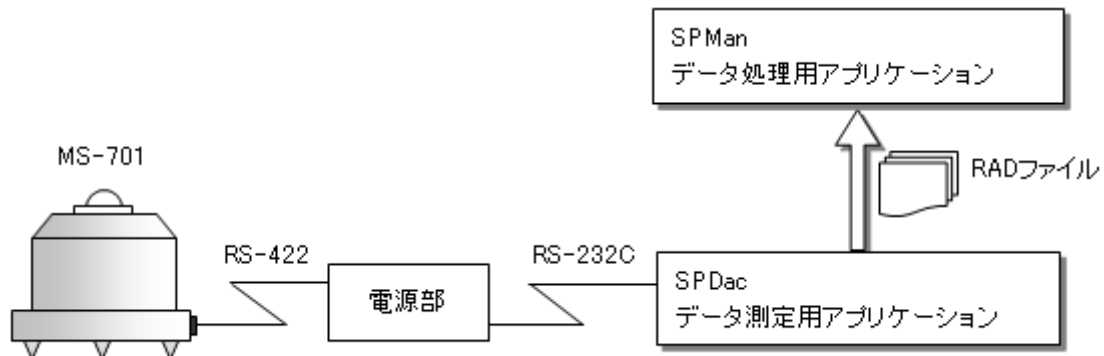 SPMan
データ処理用アプリケーション
MS-701
RADファイル
RS-422
RS-232C
電源部
SPDac
データ測定用アプリケーション